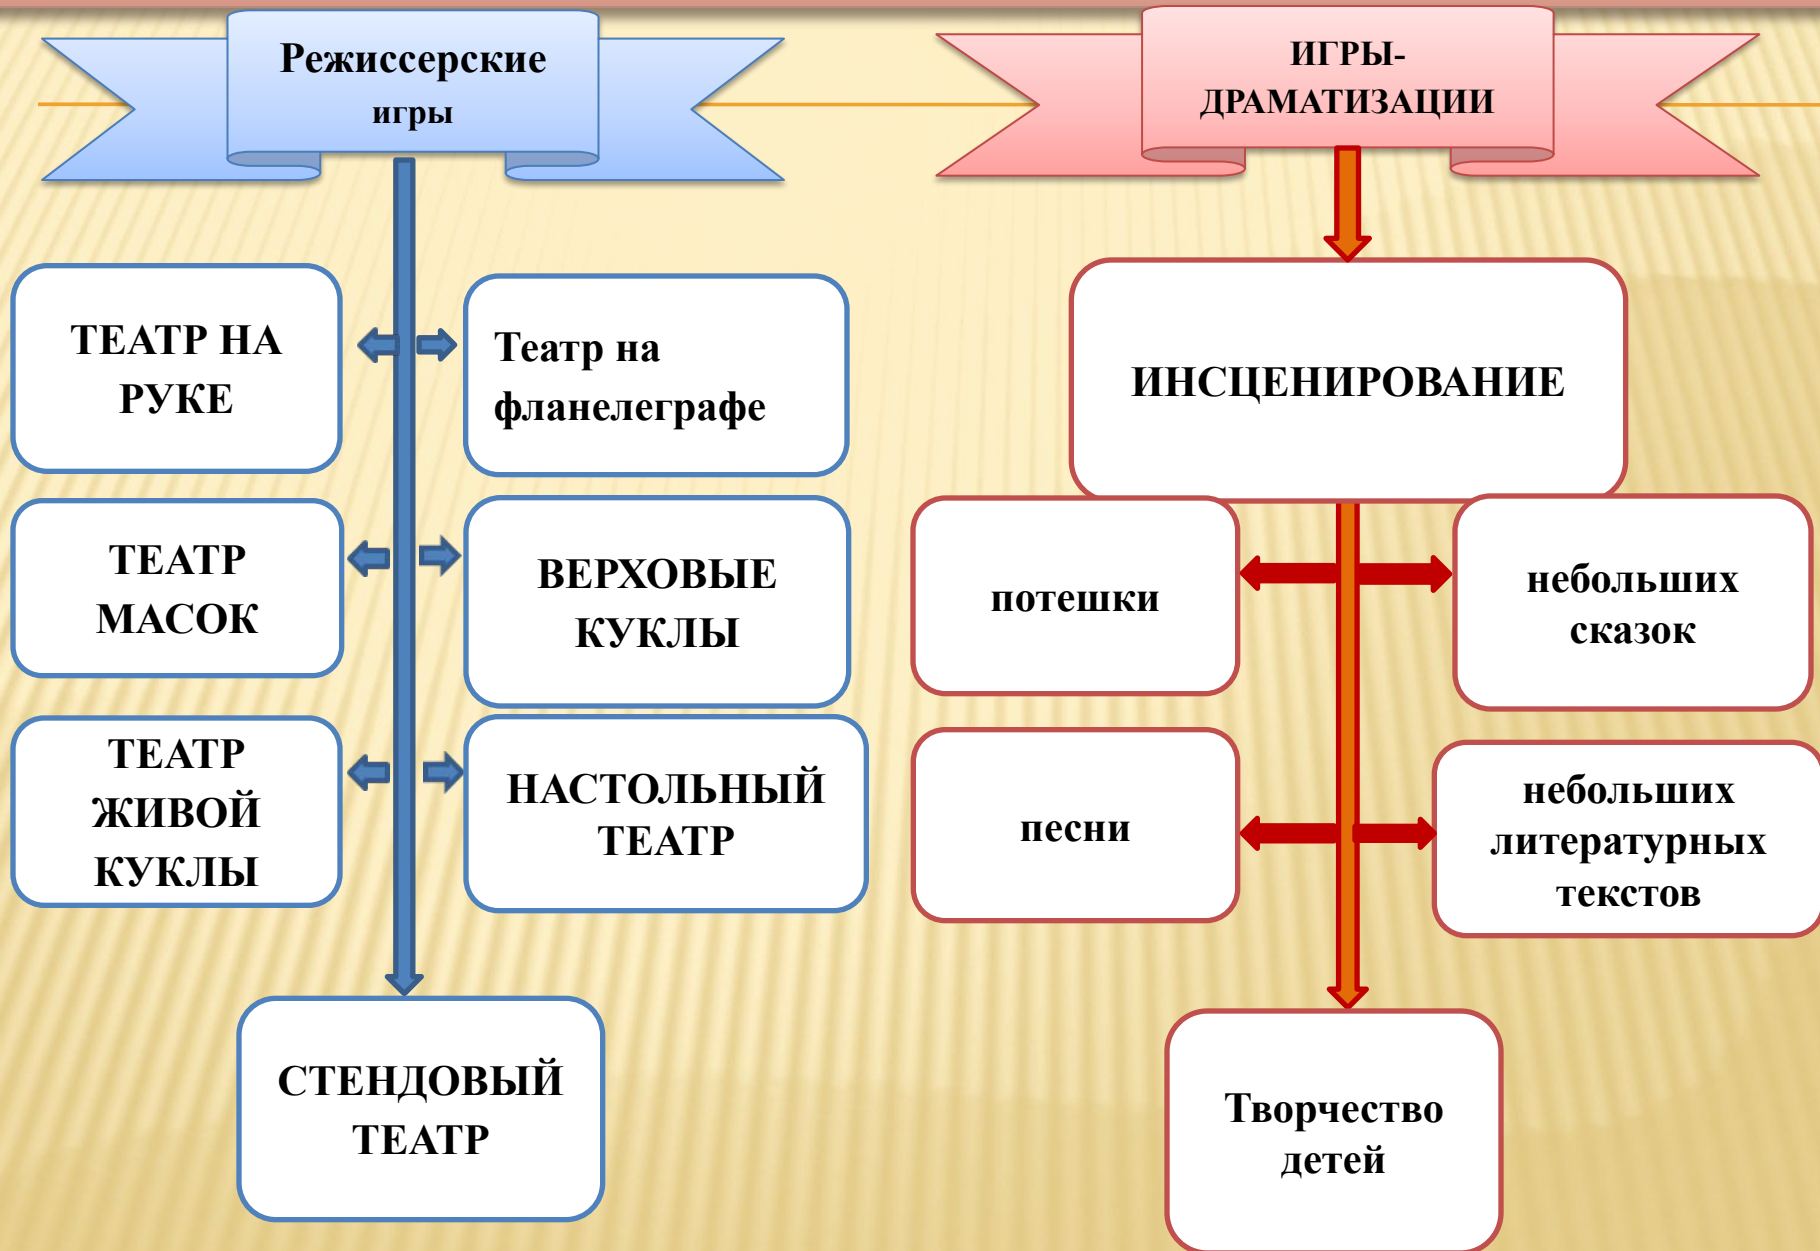 Режиссерские
игры
ТЕАТР НА
РУКЕ
Театр на
фланелеграфе
ТЕАТР
МАСОК
ВЕРХОВЫЕ
КУКЛЫ
ТЕАТР
ЖИВОЙ
КУКЛЫ
НАСТОЛЬНЫЙ
ТЕАТР
СТЕНДОВЫЙ
ТЕАТР
ИГРЫ-
ДРАМАТИЗАЦИИ
ИНСЦЕНИРОВАНИЕ
потешки
небольших
сказок
песни
небольших
литературных
текстов
Творчество
детей